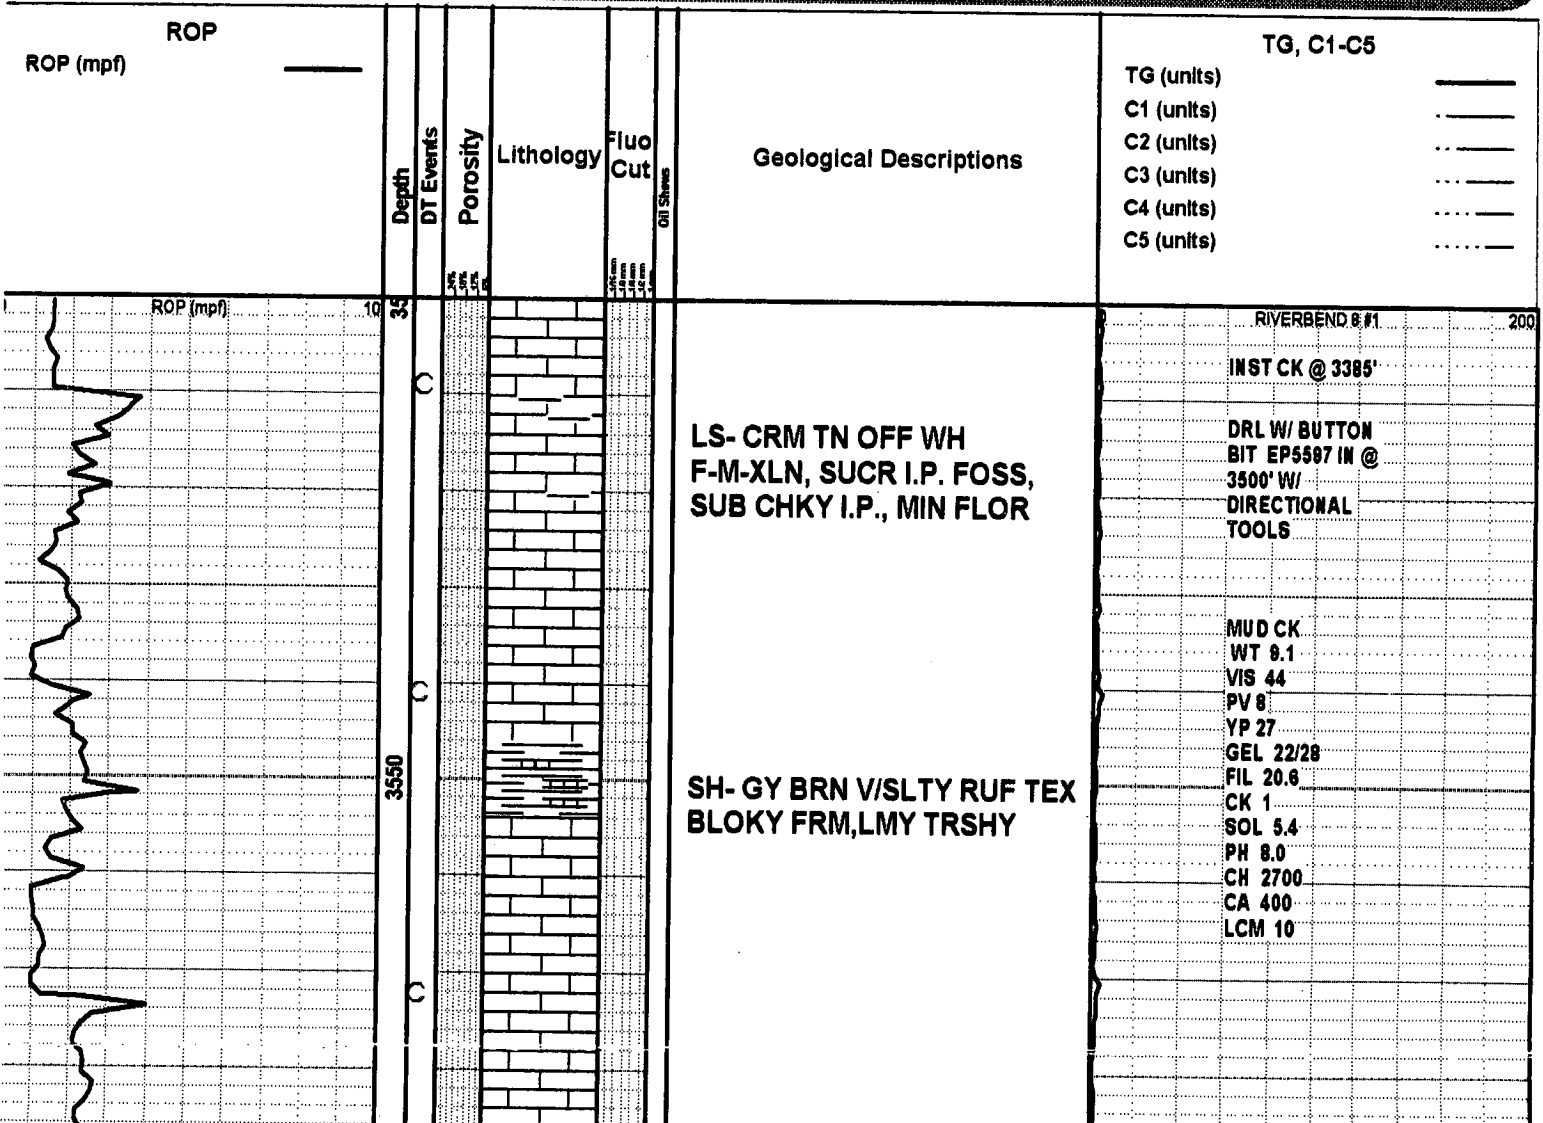 ROP
ROP (mpf)
Depth
DT Events
Porosity
Lithology
Fluo
Cut
Oil Shows
Geological Descriptions
TG, C1-C5
TG (units)
C1 (units)
C2 (units)
C3 (units)
C4 (units)
C5 (units)
ROP (mpf)
10
35
RIVERBEND 8 #1
200
INST CK @ 3385'
C
LS- CRM TN OFF WH
F-M-XLN, SUCR I.P. FOSS,
SUB CHKY I.P., MIN FLOR
DRL W/ BUTTON
BIT EP5597 IN @
3500' W/
DIRECTIONAL
TOOLS
MUD CK
WT 9.1
VIS 44
PV 8
YP 27
GEL 22/28
FIL 20.6
CK 1
SOL 5.4
PH 8.0
CH 2700
CA 400
LCM 10
C
3550
SH- GY BRN V/SLTY RUF TEX
BLOKY FRM,LMY TRSHY
C